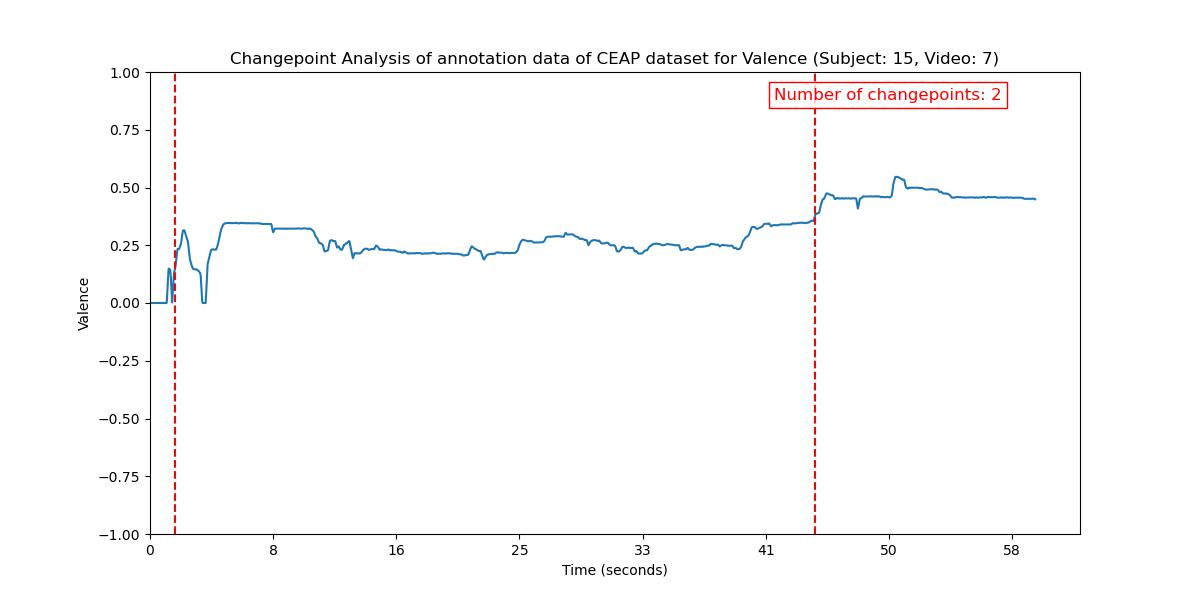 Changepoint Analysis of annotation data of CEAP dataset for Valence (Subject: 15, Video: 7)
Number of changepoints: 2
1.00
0.75
0.50
0.25
0.00
−0.25
−0.50
−0.75
−1.00
Valence
0 8 16 25 33 41 50 58
Time (seconds)